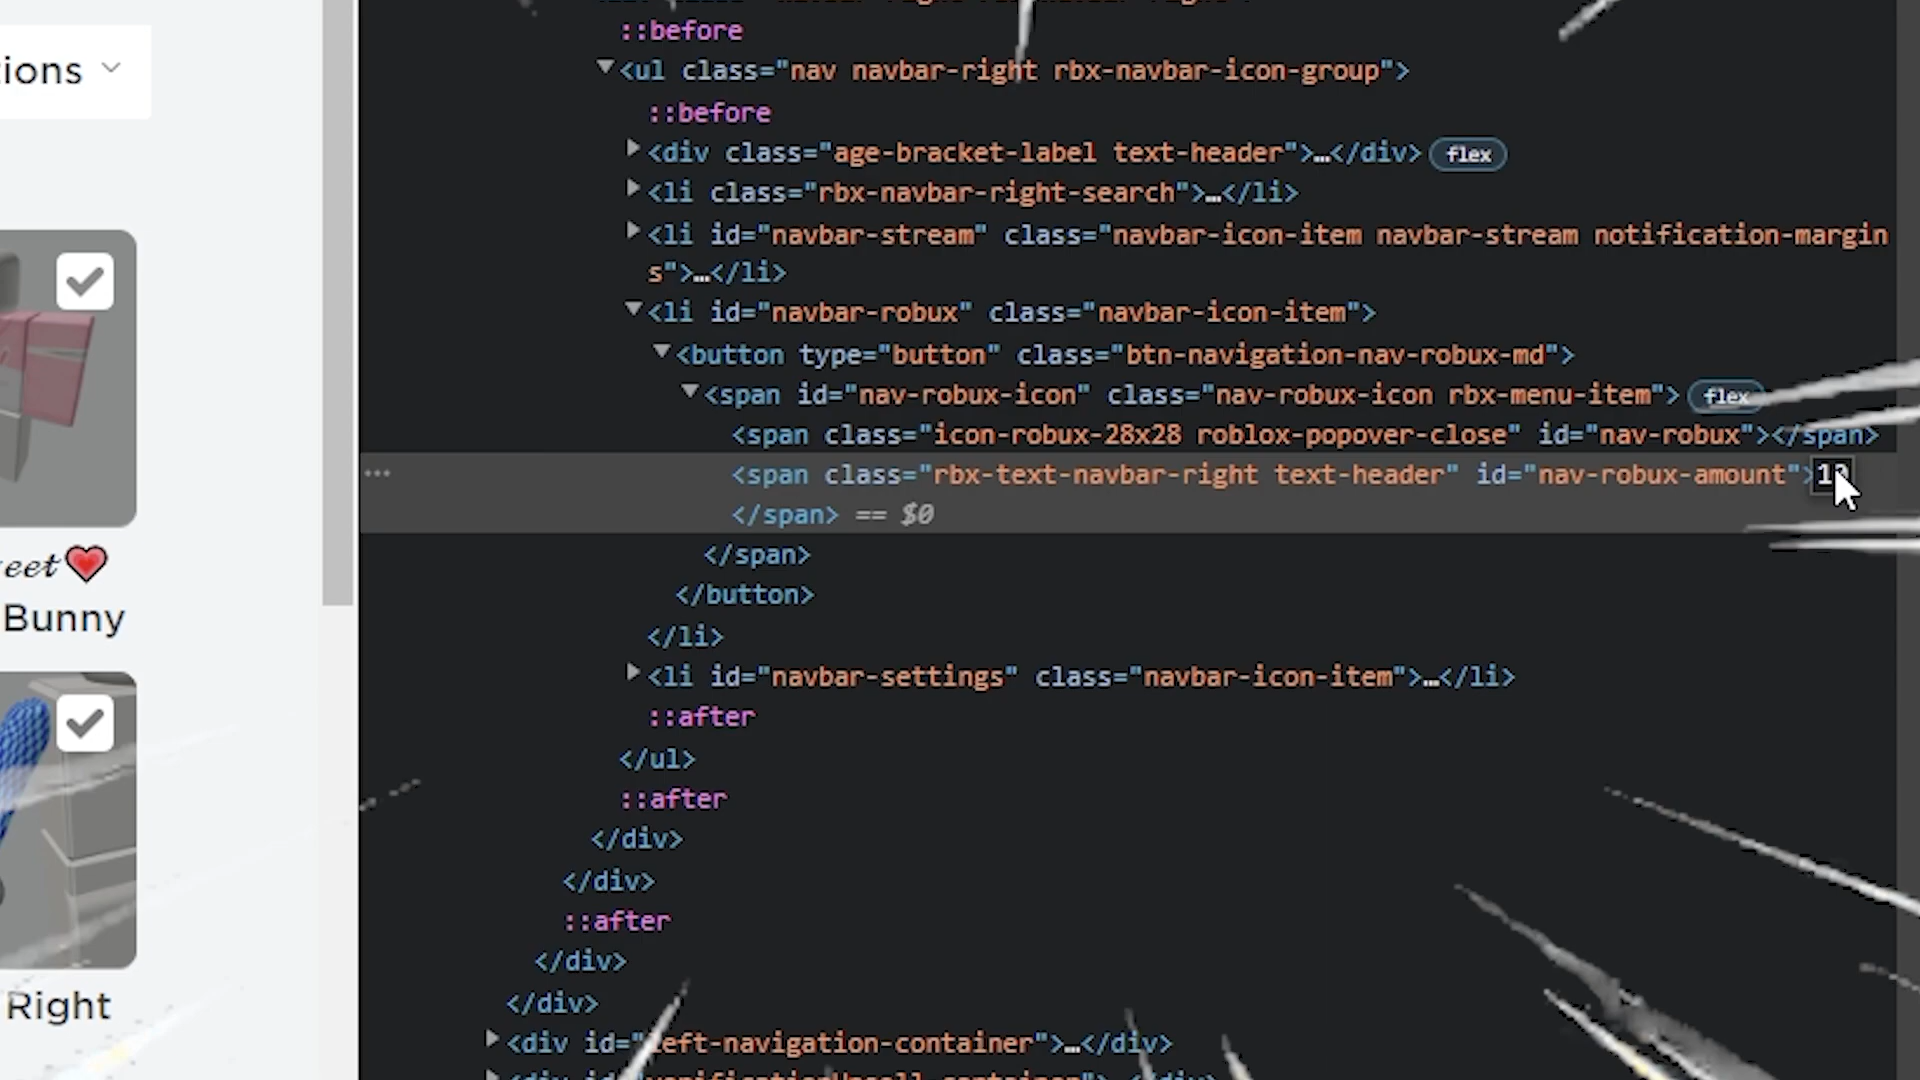 ions
eet❤️
Bunny
Right
::before
<ul class="nav navbar-right rbx-navbar-icon-group">
::before
<div class="age-bracket-label text-header">…</div> flex
<li class="rbx-navbar-right-search">…</li>
<li id="navbar-stream" class="navbar-icon-item navbar-stream notification-margin
s">…</li>
<li id="navbar-robux" class="navbar-icon-item">
<button type="button" class="btn-navigation-nav-robux-md">
<span id="nav-robux-icon" class="nav-robux-icon rbx-menu-item"> flex
<span class="icon-robux-28x28 roblox-popover-close" id="nav-robux"></span>
<span class="rbx-text-navbar-right text-header" id="nav-robux-amount">
</span> == $0
</span>
</button>
</li>
<li id="navbar-settings" class="navbar-icon-item">…</li>
::after
</ul>
::after
</div>
</div>
::after
</div>
</div>
<div id="left-navigation-container">…</div>